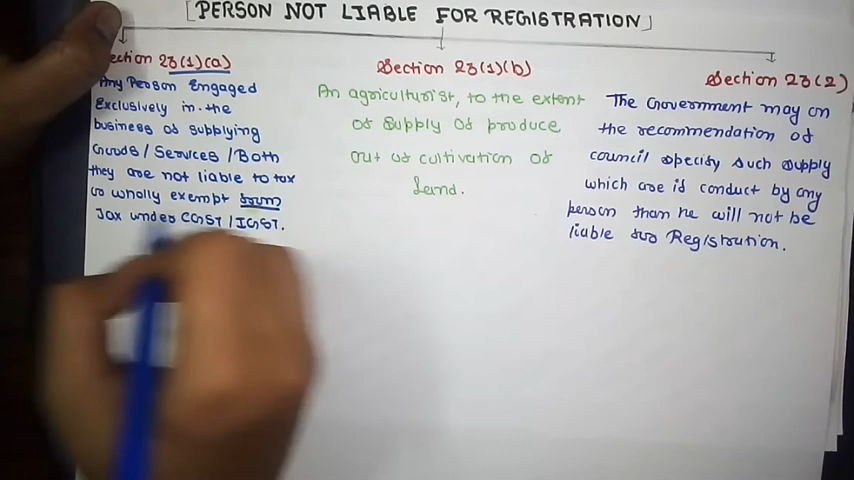 [PERSON NOT LIABLE FOR REGISTRATION]
Section 23(1)(a)
Any Person Engaged
Exclusively in the
business of supplying
Goods/Services/Both
they are not liable to tax
or wholly exempt from
Tax under CGST/IGST.
Section 23(1)(b)
An agriculturist, to the extent
of supply of produce
out of cultivation of
land.
Section 23(2)
The Government may on
the recommendation of
council specify such supply
which are if conduct by any
person than he will not be
liable for Registration.